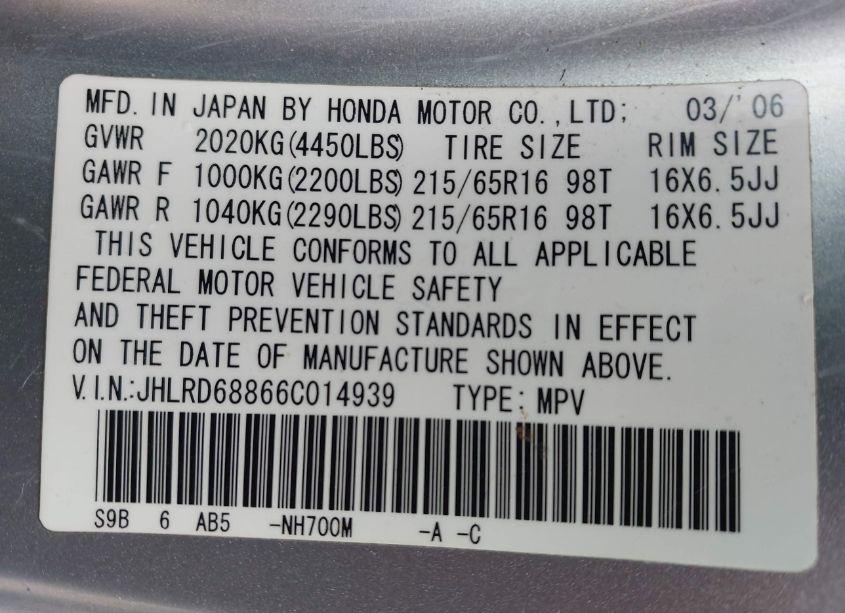 MFD. IN JAPAN BY HONDA MOTOR CO.,LTD; 03/'06
GVWR 2020KG(4450LBS) TIRE SIZE RIM SIZE
GAWR F 1000KG(2200LBS) 215/65R16 98T 16X6.5JJ
GAWR R 1040KG(2290LBS) 215/65R16 98T 16X6.5JJ
THIS VEHICLE CONFORMS TO ALL APPLICABLE
FEDERAL MOTOR VEHICLE SAFETY
AND THEFT PREVENTION STANDARDS IN EFFECT
ON THE DATE OF MANUFACTURE SHOWN ABOVE.
V.I.N.:JHLRD68866C014939 TYPE: MPV
S9B 6 AB5 -NH700M -A -C